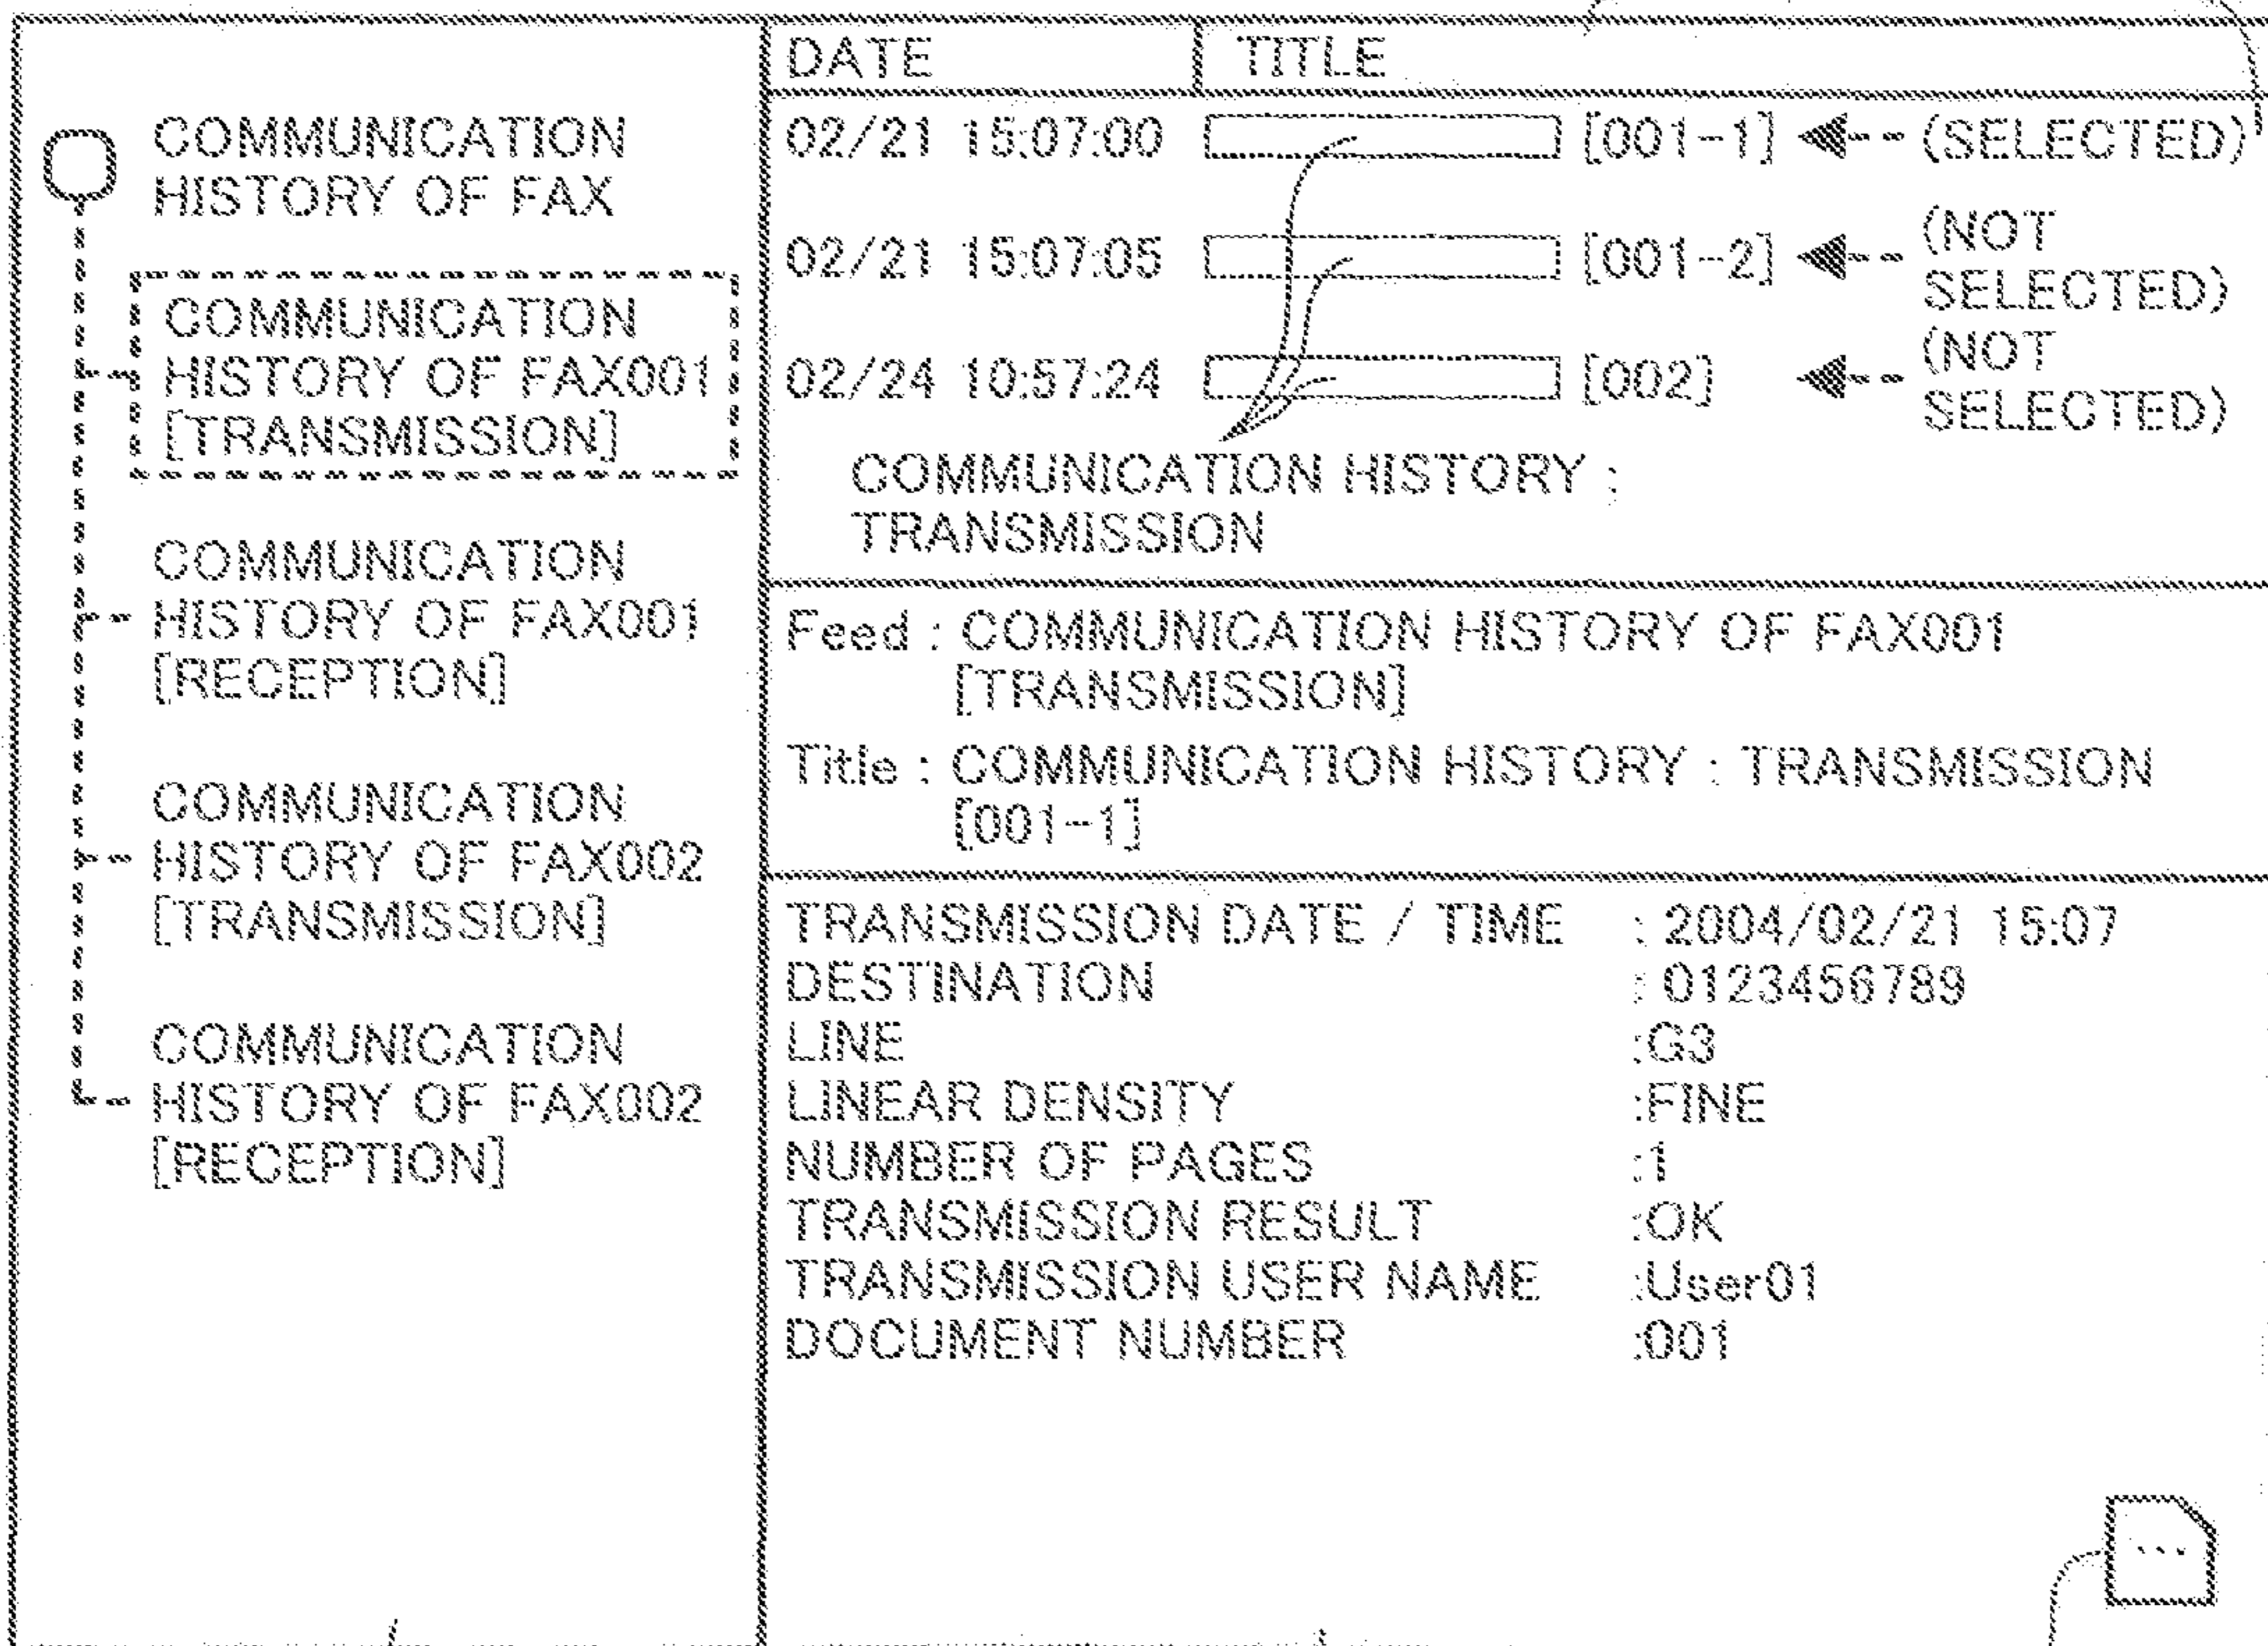 COMMUNICATION
HISTORY OF FAX
COMMUNICATION
HISTORY OF FAX001
[TRANSMISSION]
COMMUNICATION
HISTORY OF FAX001
[RECEPTION]
COMMUNICATION
HISTORY OF FAX002
[TRANSMISSION]
COMMUNICATION
HISTORY OF FAX002
[RECEPTION]
DATE TITLE
02/21 15:07:00 [001-1] (SELECTED)
02/21 15:07:05 [001-2] (NOT
SELECTED)
02/24 10:57:24 [002] (NOT
SELECTED)
COMMUNICATION HISTORY :
TRANSMISSION
Feed : COMMUNICATION HISTORY OF FAX001
[TRANSMISSION]
Title : COMMUNICATION HISTORY : TRANSMISSION
[001-1]
TRANSMISSION DATE / TIME : 2004/02/21 15:07
DESTINATION : 0123456789
LINE :G3
LINEAR DENSITY :FINE
NUMBER OF PAGES :1
TRANSMISSION RESULT :OK
TRANSMISSION USER NAME :User01
DOCUMENT NUMBER :001
...